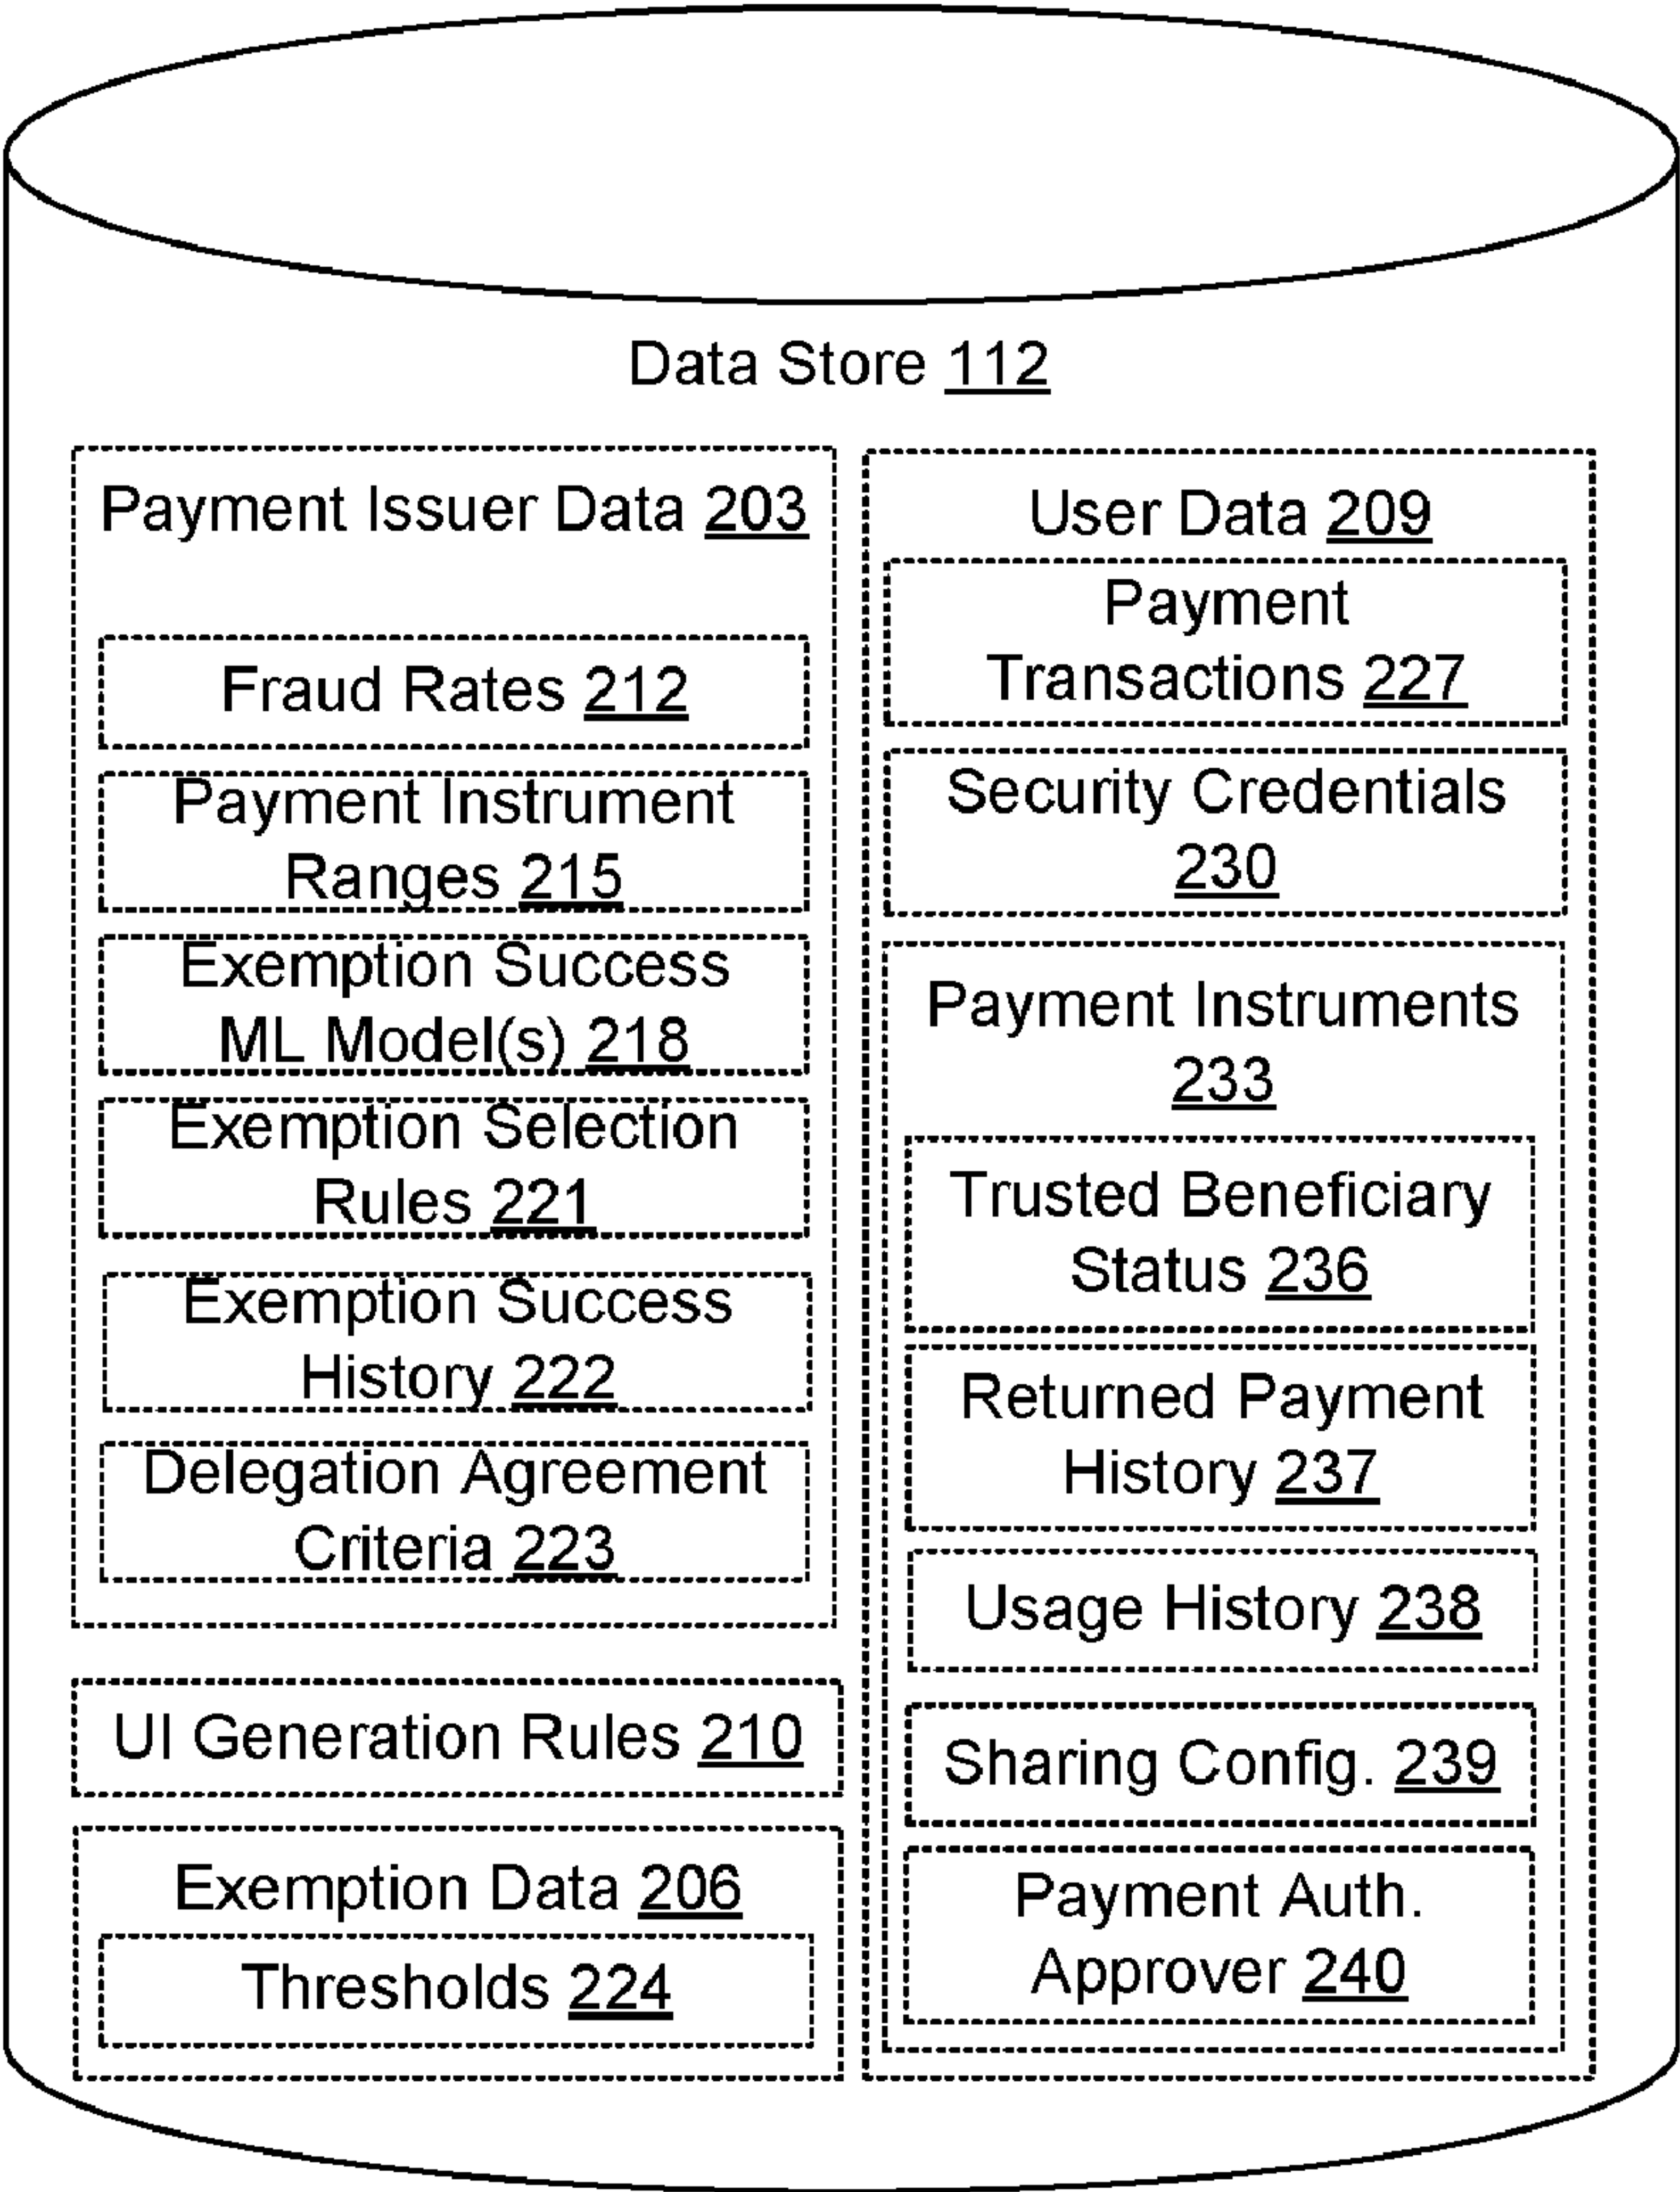 Data Store 112
Payment Issuer Data 203
Fraud Rates 212
Payment Instrument
Ranges 215
Exemption Success
ML Model(s) 218
Exemption Selection
Rules 221
Exemption Success
History 222
Delegation Agreement
Criteria 223
UI Generation Rules 210
Exemption Data 206
Thresholds 224
User Data 209
Payment
Transactions 227
Security Credentials
230
Payment Instruments
233
Trusted Beneficiary
Status 236
Returned Payment
History 237
Usage History 238
Sharing Config. 239
Payment Auth.
Approver 240